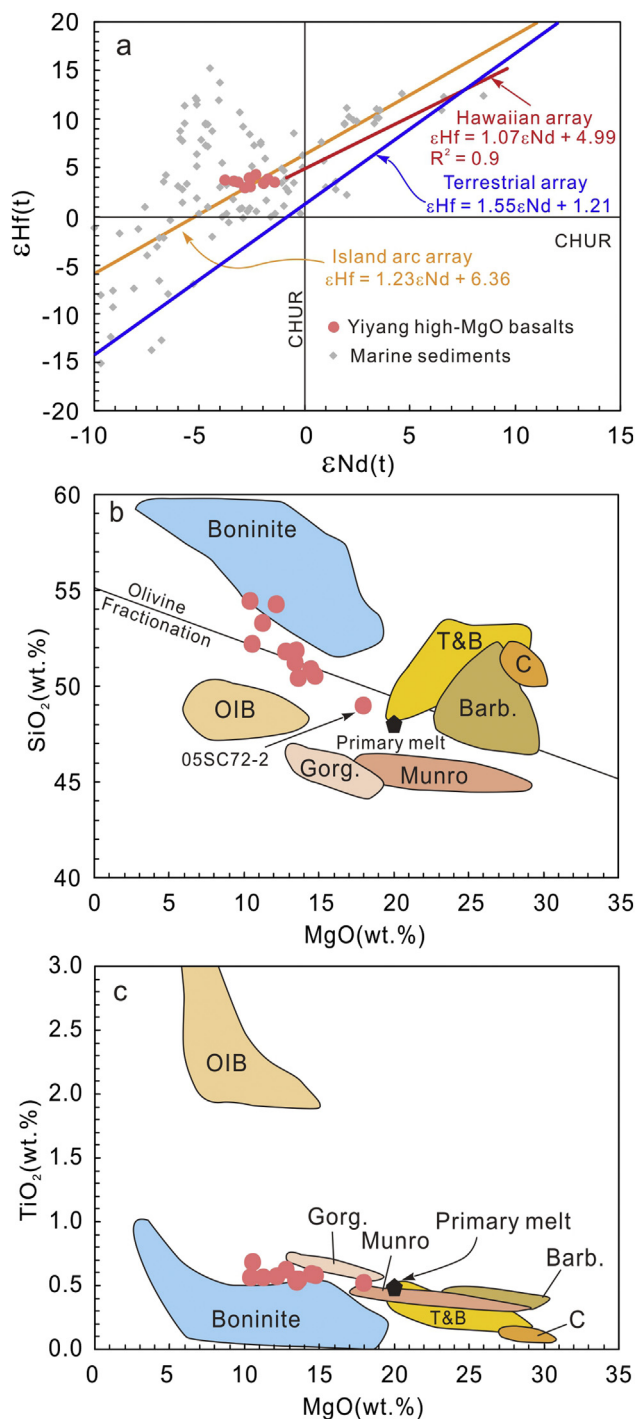 a
20
15
10
5
0
-5
-10
-15
-20
εHf(t)
Hawaiian array
εHf = 1.07εNd + 4.99
R² = 0.9
Terrestrial array
εHf = 1.55εNd + 1.21
CHUR
Island arc array
εHf = 1.23εNd + 6.36
CHUR
Yiyang high-MgO basalts
Marine sediments
-10 -5 0 5 10 15
εNd(t)
b
60
55
50
45
40
SiO₂(wt.%)
Boninite
Olivine
Fractionation
T&B
C
OIB
Barb.
05SC72-2
Primary melt
Gorg.
Munro
0 5 10 15 20 25 30 35
MgO(wt.%)
c
3.0
2.5
2.0
1.5
1.0
0.5
0.0
TiO₂(wt.%)
OIB
Gorg.
Primary melt
Munro
Barb.
Boninite
T&B
C
0 5 10 15 20 25 30 35
MgO(wt.%)